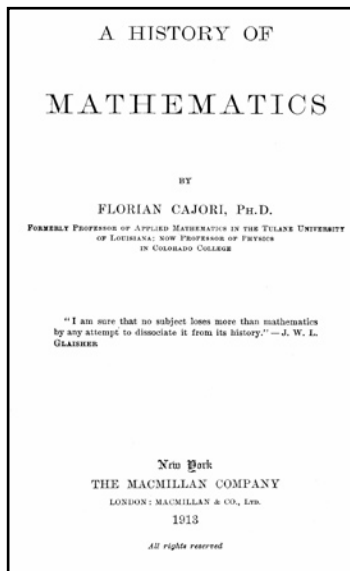 A HISTORY OF
MATHEMATICS
BY
FLORIAN CAJORI, PH.D.
FORMERLY PROFESSOR OF APPLIED MATHEMATICS IN THE TULANE UNIVERSITY
OF LOUISIANA; NOW PROFESSOR OF PHYSICS
IN COLORADO COLLEGE
"I am sure that no subject loses more than mathematics
by any attempt to dissociate it from its history." — J. W. L.
GLAISHER
New York
THE MACMILLAN COMPANY
LONDON: MACMILLAN & CO., LTD.
1913
All rights reserved